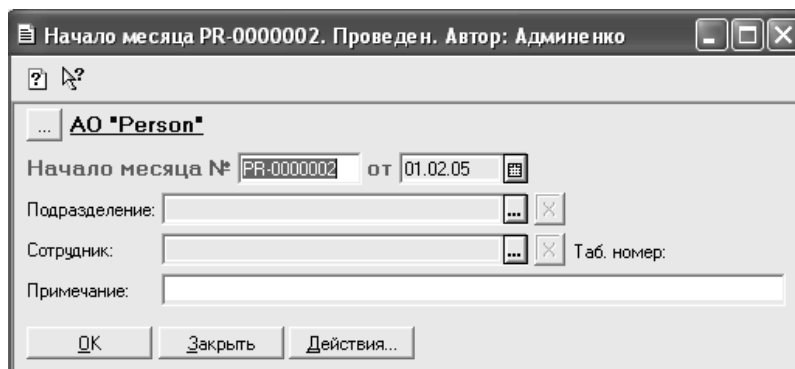 Начало месяца PR-0000002. Проведен. Автор: Админенко
... АО "Person"
Начало месяца № PR-0000002 от 01.02.05
Подразделение: ...
Сотрудник: ... Таб. номер:
Примечание:
OK Закрыть Действия...